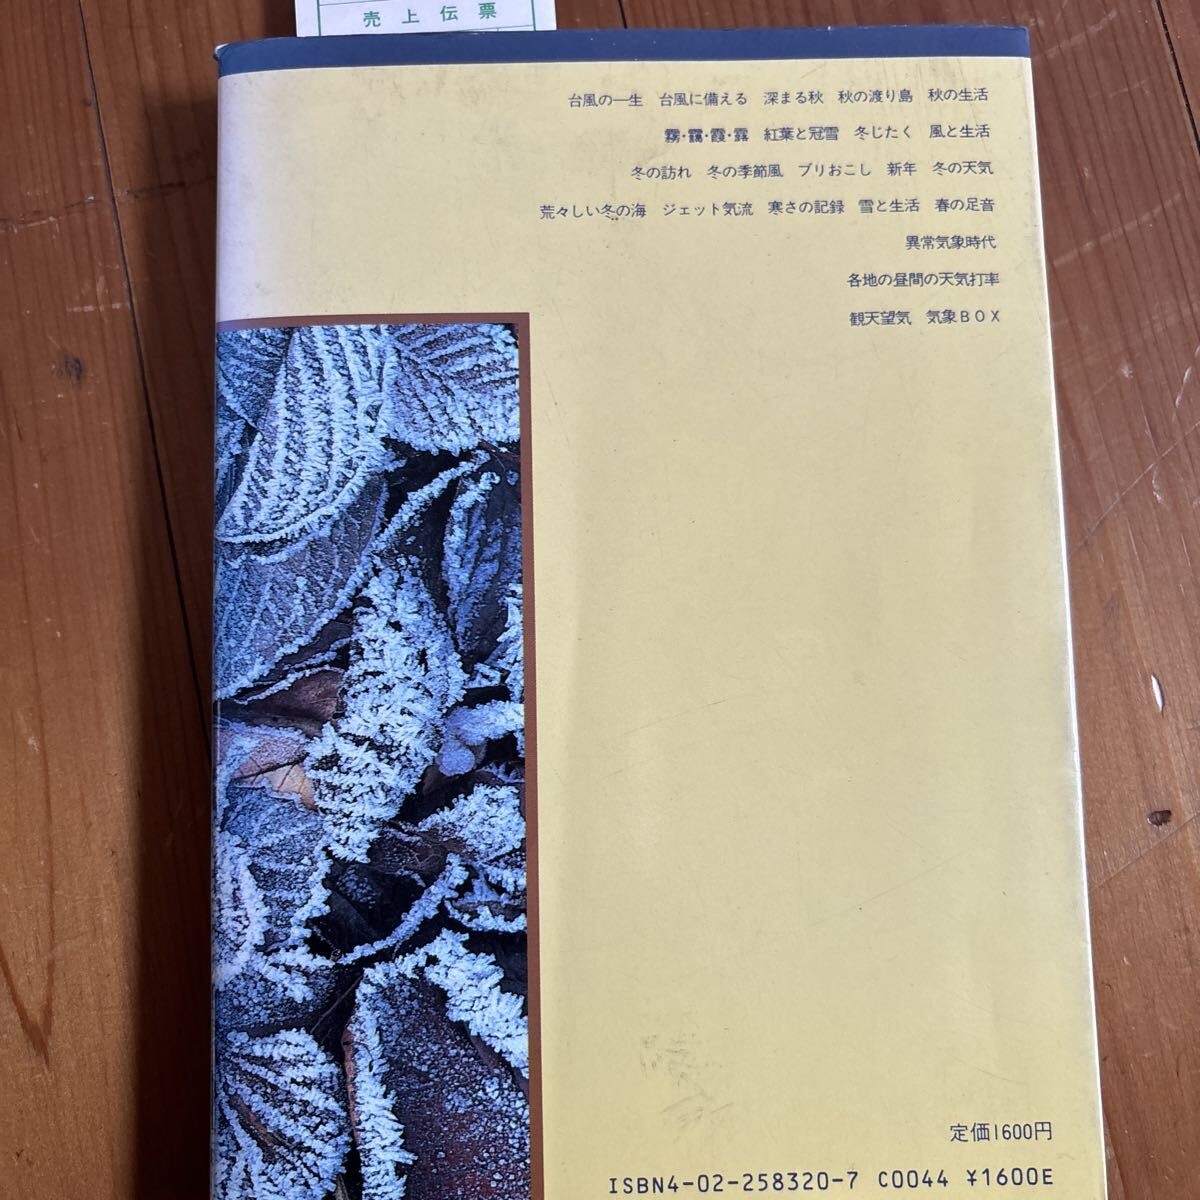 売上伝票
台風の一生 台風に備える 深まる秋 秋の渡り鳥 秋の生活
霧・靄・霞・露 紅葉と冠雪 冬じたく 風と生活
冬の訪れ 冬の季節風 ブリおこし 新年 冬の天気
荒々しい冬の海 ジェット気流 寒さの記録 雪と生活 春の足音
異常気象時代
各地の昼間の天気打率
観天望気 気象BOX
定価1600円
ISBN4-02-258320-7 C0044 ¥1600E